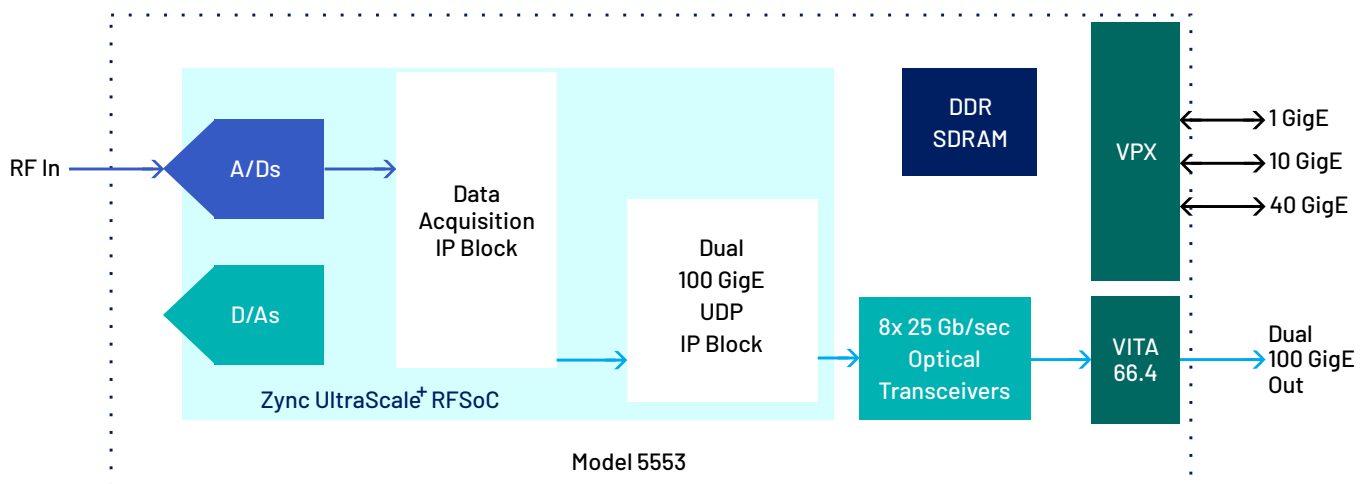 RF In
A/Ds
D/As
Data
Acquisition
IP Block
Dual
100 GigE
UDP
IP Block
Zync UltraScale+ RFSoC
8x 25 Gb/sec
Optical
Transceivers
DDR
SDRAM
VPX
VITA
66.4
1 GigE
10 GigE
40 GigE
Dual
100 GigE
Out
Model 5553